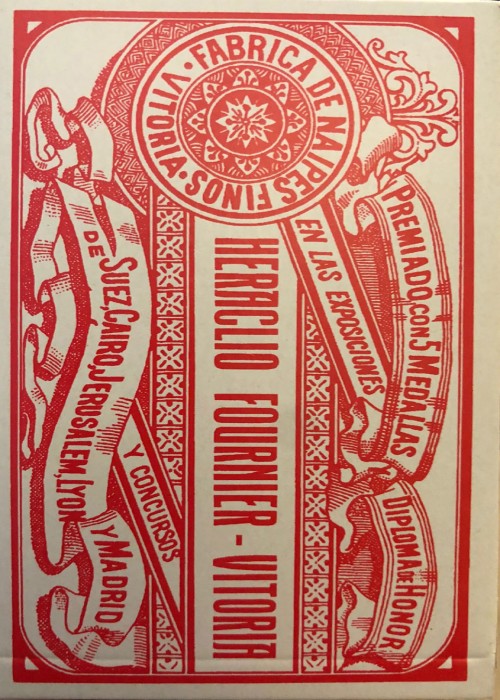 FABRICA DE NAIPES FINOS
• VITORIA •
PREMIADO CON 5 MEDALLAS
DIPLOMA DE HONOR
EN LAS EXPOSICIONES
HERACLIO FOURNIER - VITORIA
Y CONCURSOS
DE SUEZ, CAIRO, JERUSALEM, LYON
Y MADRID